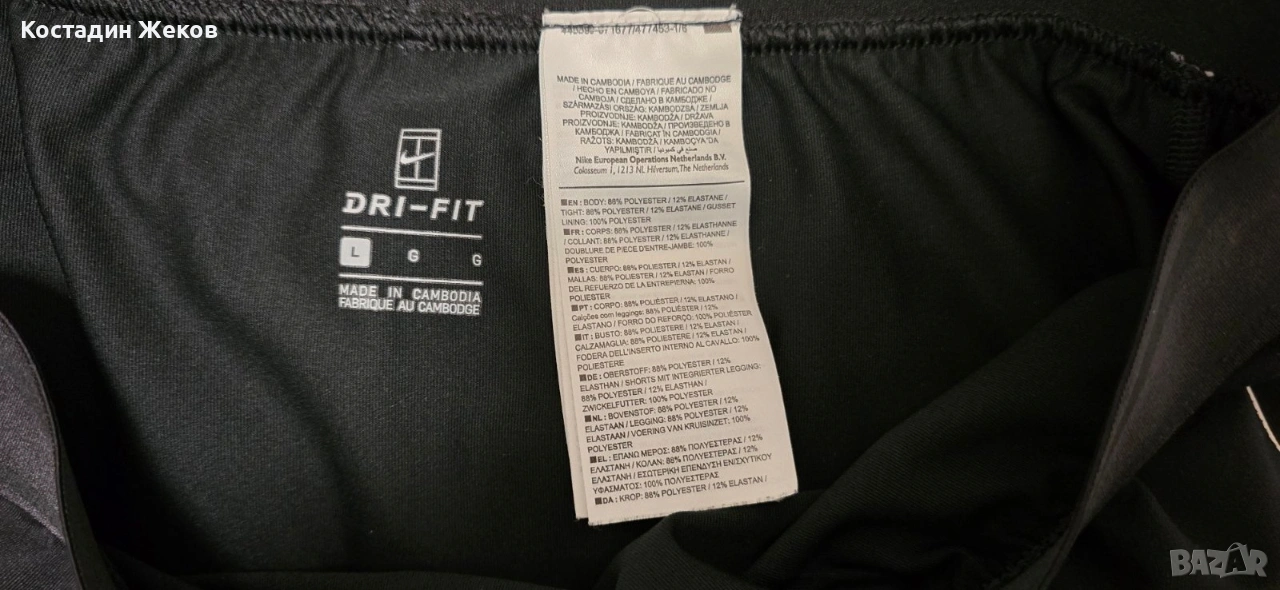 Костадин Жеков
DRI-FIT
L G G
MADE IN CAMBODIA
FABRIQUE AU CAMBODGE
MADE IN CAMBODIA / FABRIQUE AU CAMBODGE
/ HECHO EN CAMBOYA / FABRICADO NO
CAMBOJA / СДЕЛАНО В КАМБОДЖЕ /
SZÁRMAZÁSI ORSZÁG: KAMBODZSA / ZEMLJA
PROIZVODNJE: KAMBODŽA / DRŽAVA
PROIZVODNJE: KAMBODŽA / ПРОИЗВЕДЕНО В
КАМБОДЖА / FABRICAT ÎN CAMBODGIA /
RAŽOTS: KAMBODŽA / KAMBOÇYA'DA
YAPILMIŞTIR / صنع في كمبوديا
Nike European Operations Netherlands B.V.
Colosseum 1, 1213 NL Hilversum, The Netherlands
EN : BODY: 88% POLYESTER / 12% ELASTANE /
TIGHT: 88% POLYESTER / 12% ELASTANE / GUSSET
LINING: 100% POLYESTER
FR : CORPS: 88% POLYESTER / 12% ELASTHANNE
/ COLLANT: 88% POLYESTER / 12% ELASTHANNE /
DOUBLURE DE PIECE D'ENTRE-JAMBE: 100%
POLYESTER
ES : CUERPO: 88% POLIESTER / 12% ELASTAN /
MALLAS: 88% POLIESTER / 12% ELASTAN / FORRO
DEL REFUERZO DE LA ENTREPIERNA: 100%
POLIESTER
PT : CORPO: 88% POLIÉSTER / 12% ELASTANO /
Calções com leggings: 88% POLIÉSTER / 12%
ELASTANO / FORRO DO REFORÇO: 100% POLIÉSTER
IT : BUSTO: 88% POLIESTERE / 12% ELASTAN /
CALZAMAGLIA: 88% POLIESTERE / 12% ELASTAN /
FODERA DELL'INSERTO INTERNO AL CAVALLO: 100%
POLIESTERE
DE : OBERSTOFF: 88% POLYESTER / 12%
ELASTHAN / SHORTS MIT INTEGRIERTER LEGGING:
88% POLYESTER / 12% ELASTHAN /
ZWICKELFUTTER: 100% POLYESTER
NL : BOVENSTOF: 88% POLYESTER / 12%
ELASTAAN / LEGGING: 88% POLYESTER / 12%
ELASTAAN / VOERING VAN KRUISINZET: 100%
POLYESTER
EL : ΕΠΑΝΩ ΜΕΡΟΣ: 88% ΠΟΛΥΕΣΤΕΡΑΣ / 12%
ΕΛΑΣΤΑΝΗ / ΚΟΛΑΝ: 88% ΠΟΛΥΕΣΤΕΡΑΣ / 12%
ΕΛΑΣΤΑΝΗ / ΕΣΩΤΕΡΙΚΗ ΕΠΕΝΔΥΣΗ ΕΝΙΣΧΥΤΙΚΟΥ
ΥΦΑΣΜΑΤΟΣ: 100% ΠΟΛΥΕΣΤΕΡΑΣ
DA : KROP: 88% POLYESTER / 12% ELASTAN /
BAZAR